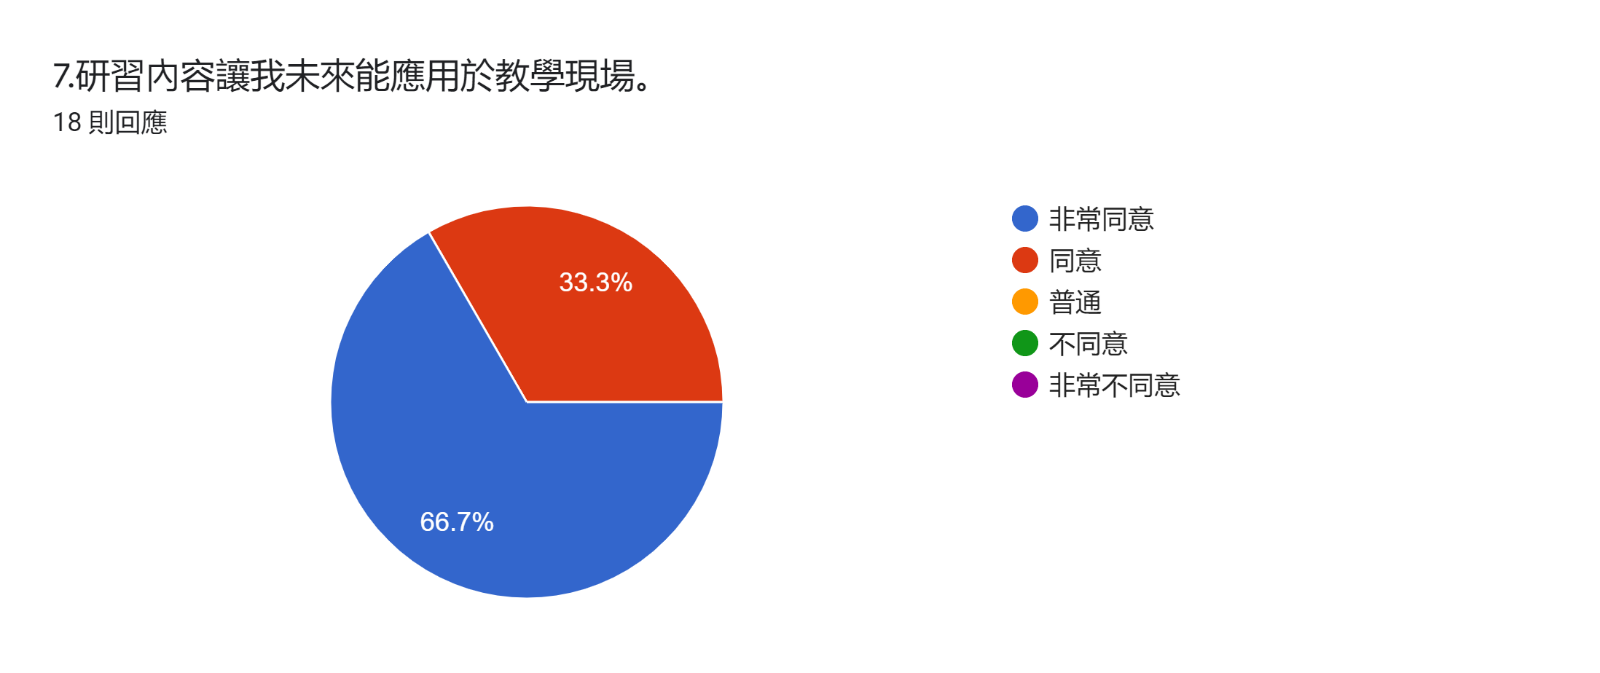 7.研習內容讓我未來能應用於教學現場。
18 則回應
33.3%
66.7%
非常同意
同意
普通
不同意
非常不同意